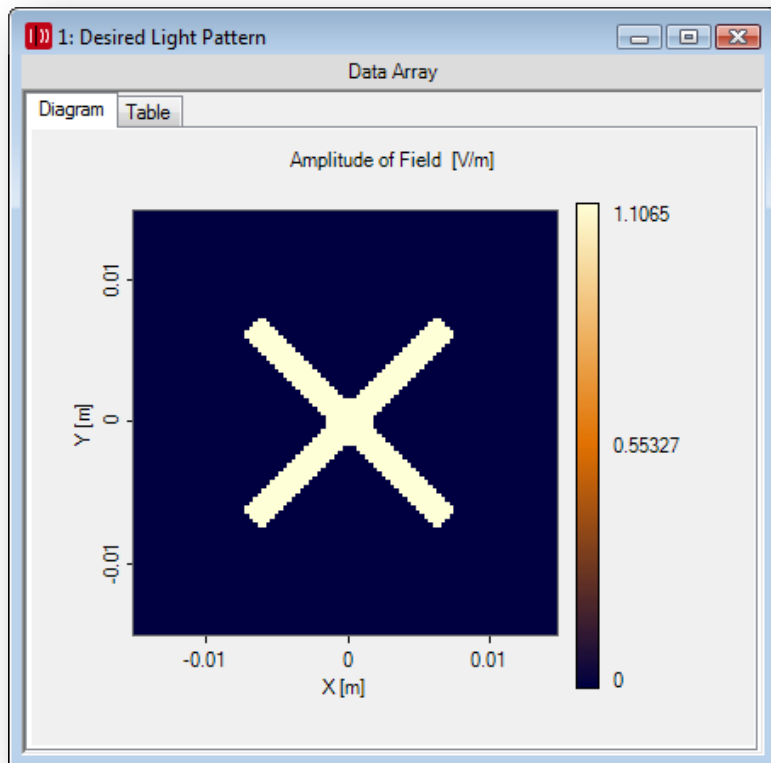 1: Desired Light Pattern
Data Array
Diagram Table
Amplitude of Field [V/m]
1.1065
0.01
0.55327
Y [m]
0
-0.01
0
-0.01 0 0.01
X [m]